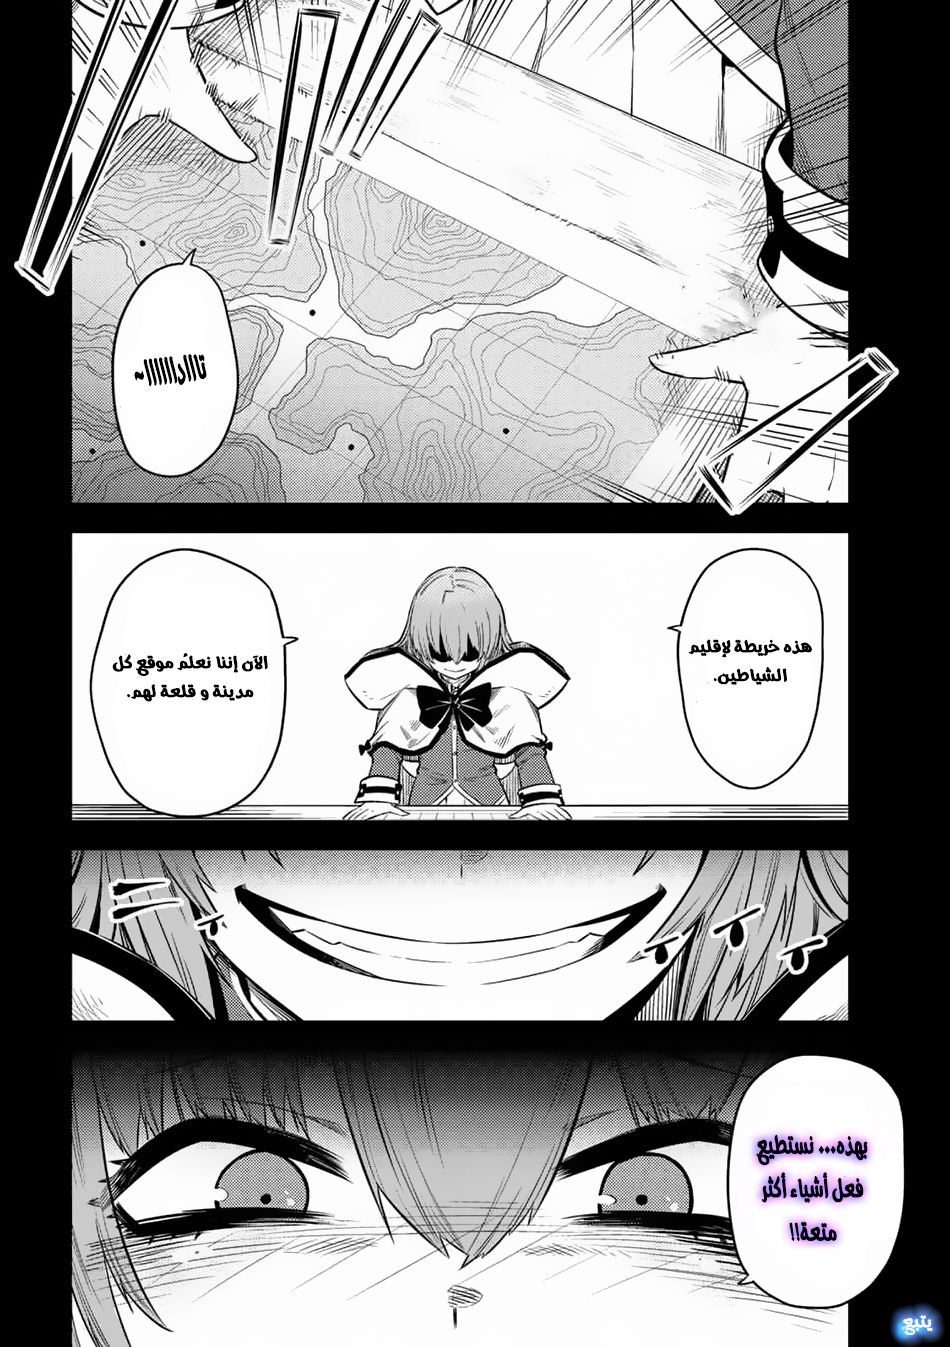 تاااداااااا~
هذه خريطة لإقليم
الشياطين.
الآن إننا نعلمُ موقع كل
مدينة و قلعة لهم.
بهذه... نستطيع
فعل أشياء أكثر
متعة!!
يتبع